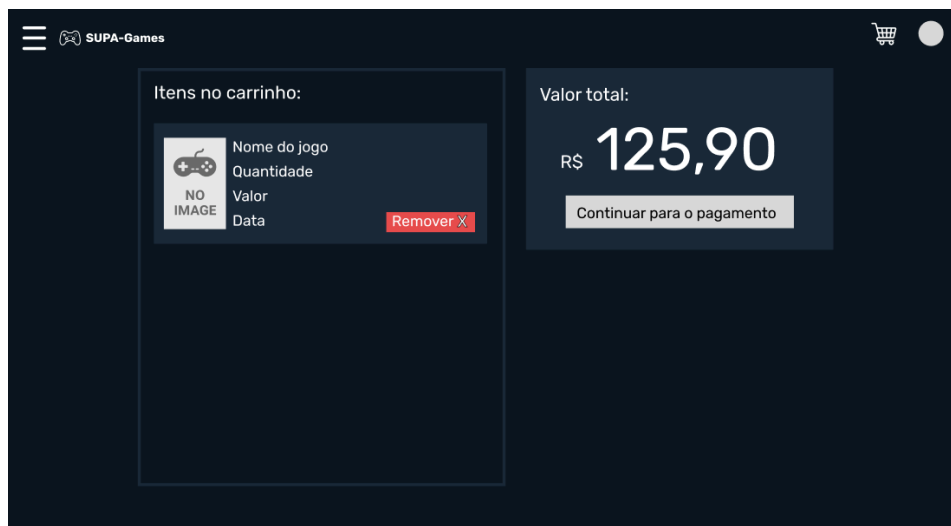 SUPA-Games
Itens no carrinho:
NO
IMAGE
Nome do jogo
Quantidade
Valor
Data
Remover X
Valor total:
R$ 125,90
Continuar para o pagamento